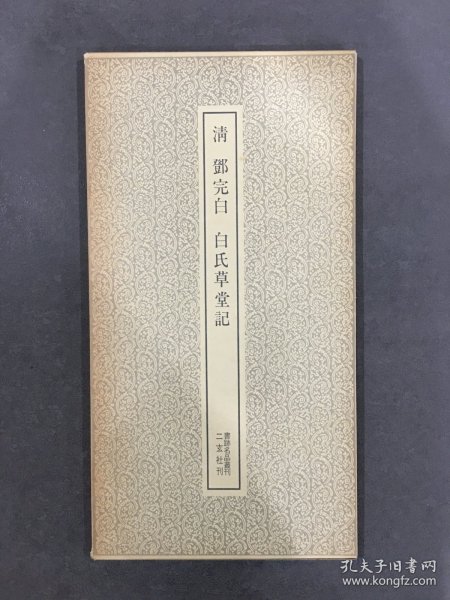 清 鄧完白 白氏草堂記
書跡名品叢刊
二玄社刊
孔夫子旧书网
www.kongfz.com